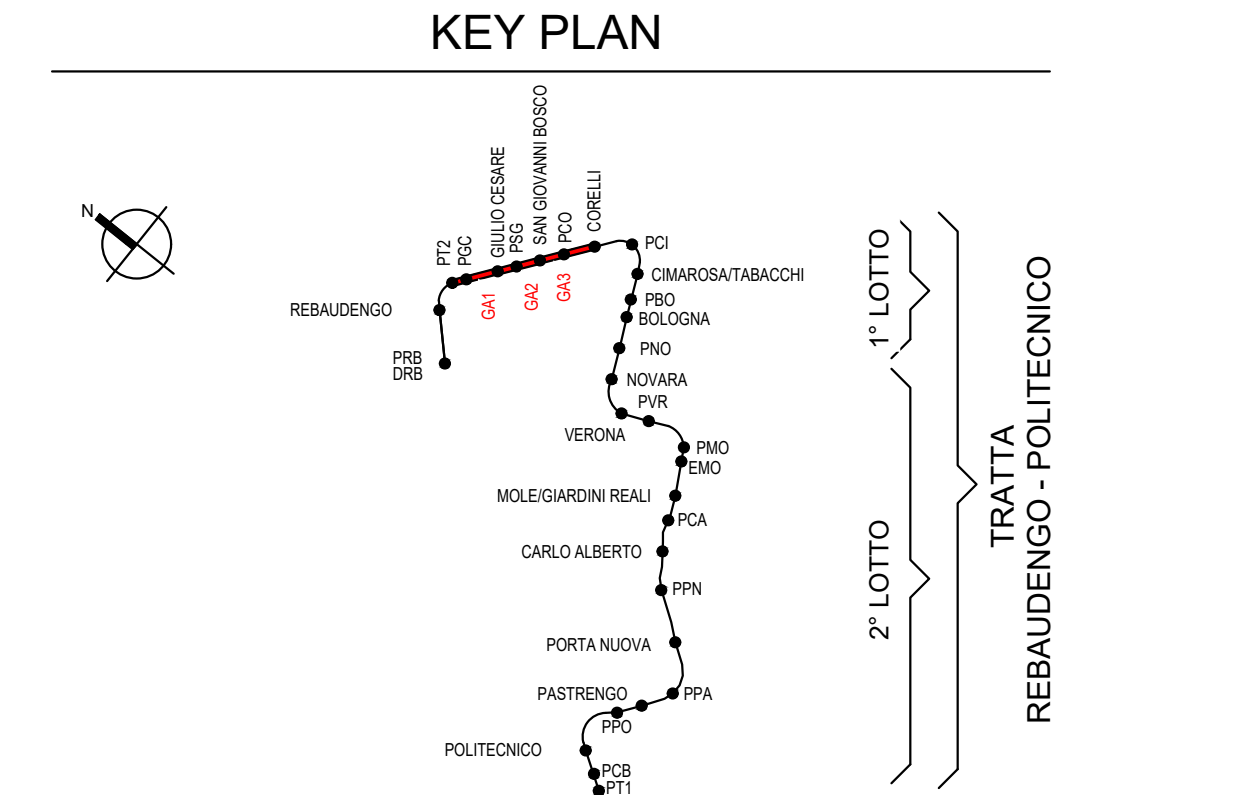 KEY PLAN
N
PT2
PGC
GIULIO CESARE
PSG
SAN GIOVANNI BOSCO
PCO
CORELLI
PCI
CIMAROSA/TABACCHI
REBAUDENGO
GA1
GA2
GA3
PBO
BOLOGNA
PRB
DRB
PNO
NOVARA
PVR
VERONA
PMO
EMO
MOLE/GIARDINI REALI
PCA
CARLO ALBERTO
PPN
PORTA NUOVA
PASTRENGO
PPA
PPO
POLITECNICO
PCB
PT1
1° LOTTO
2° LOTTO
TRATTA
REBAUDENGO - POLITECNICO